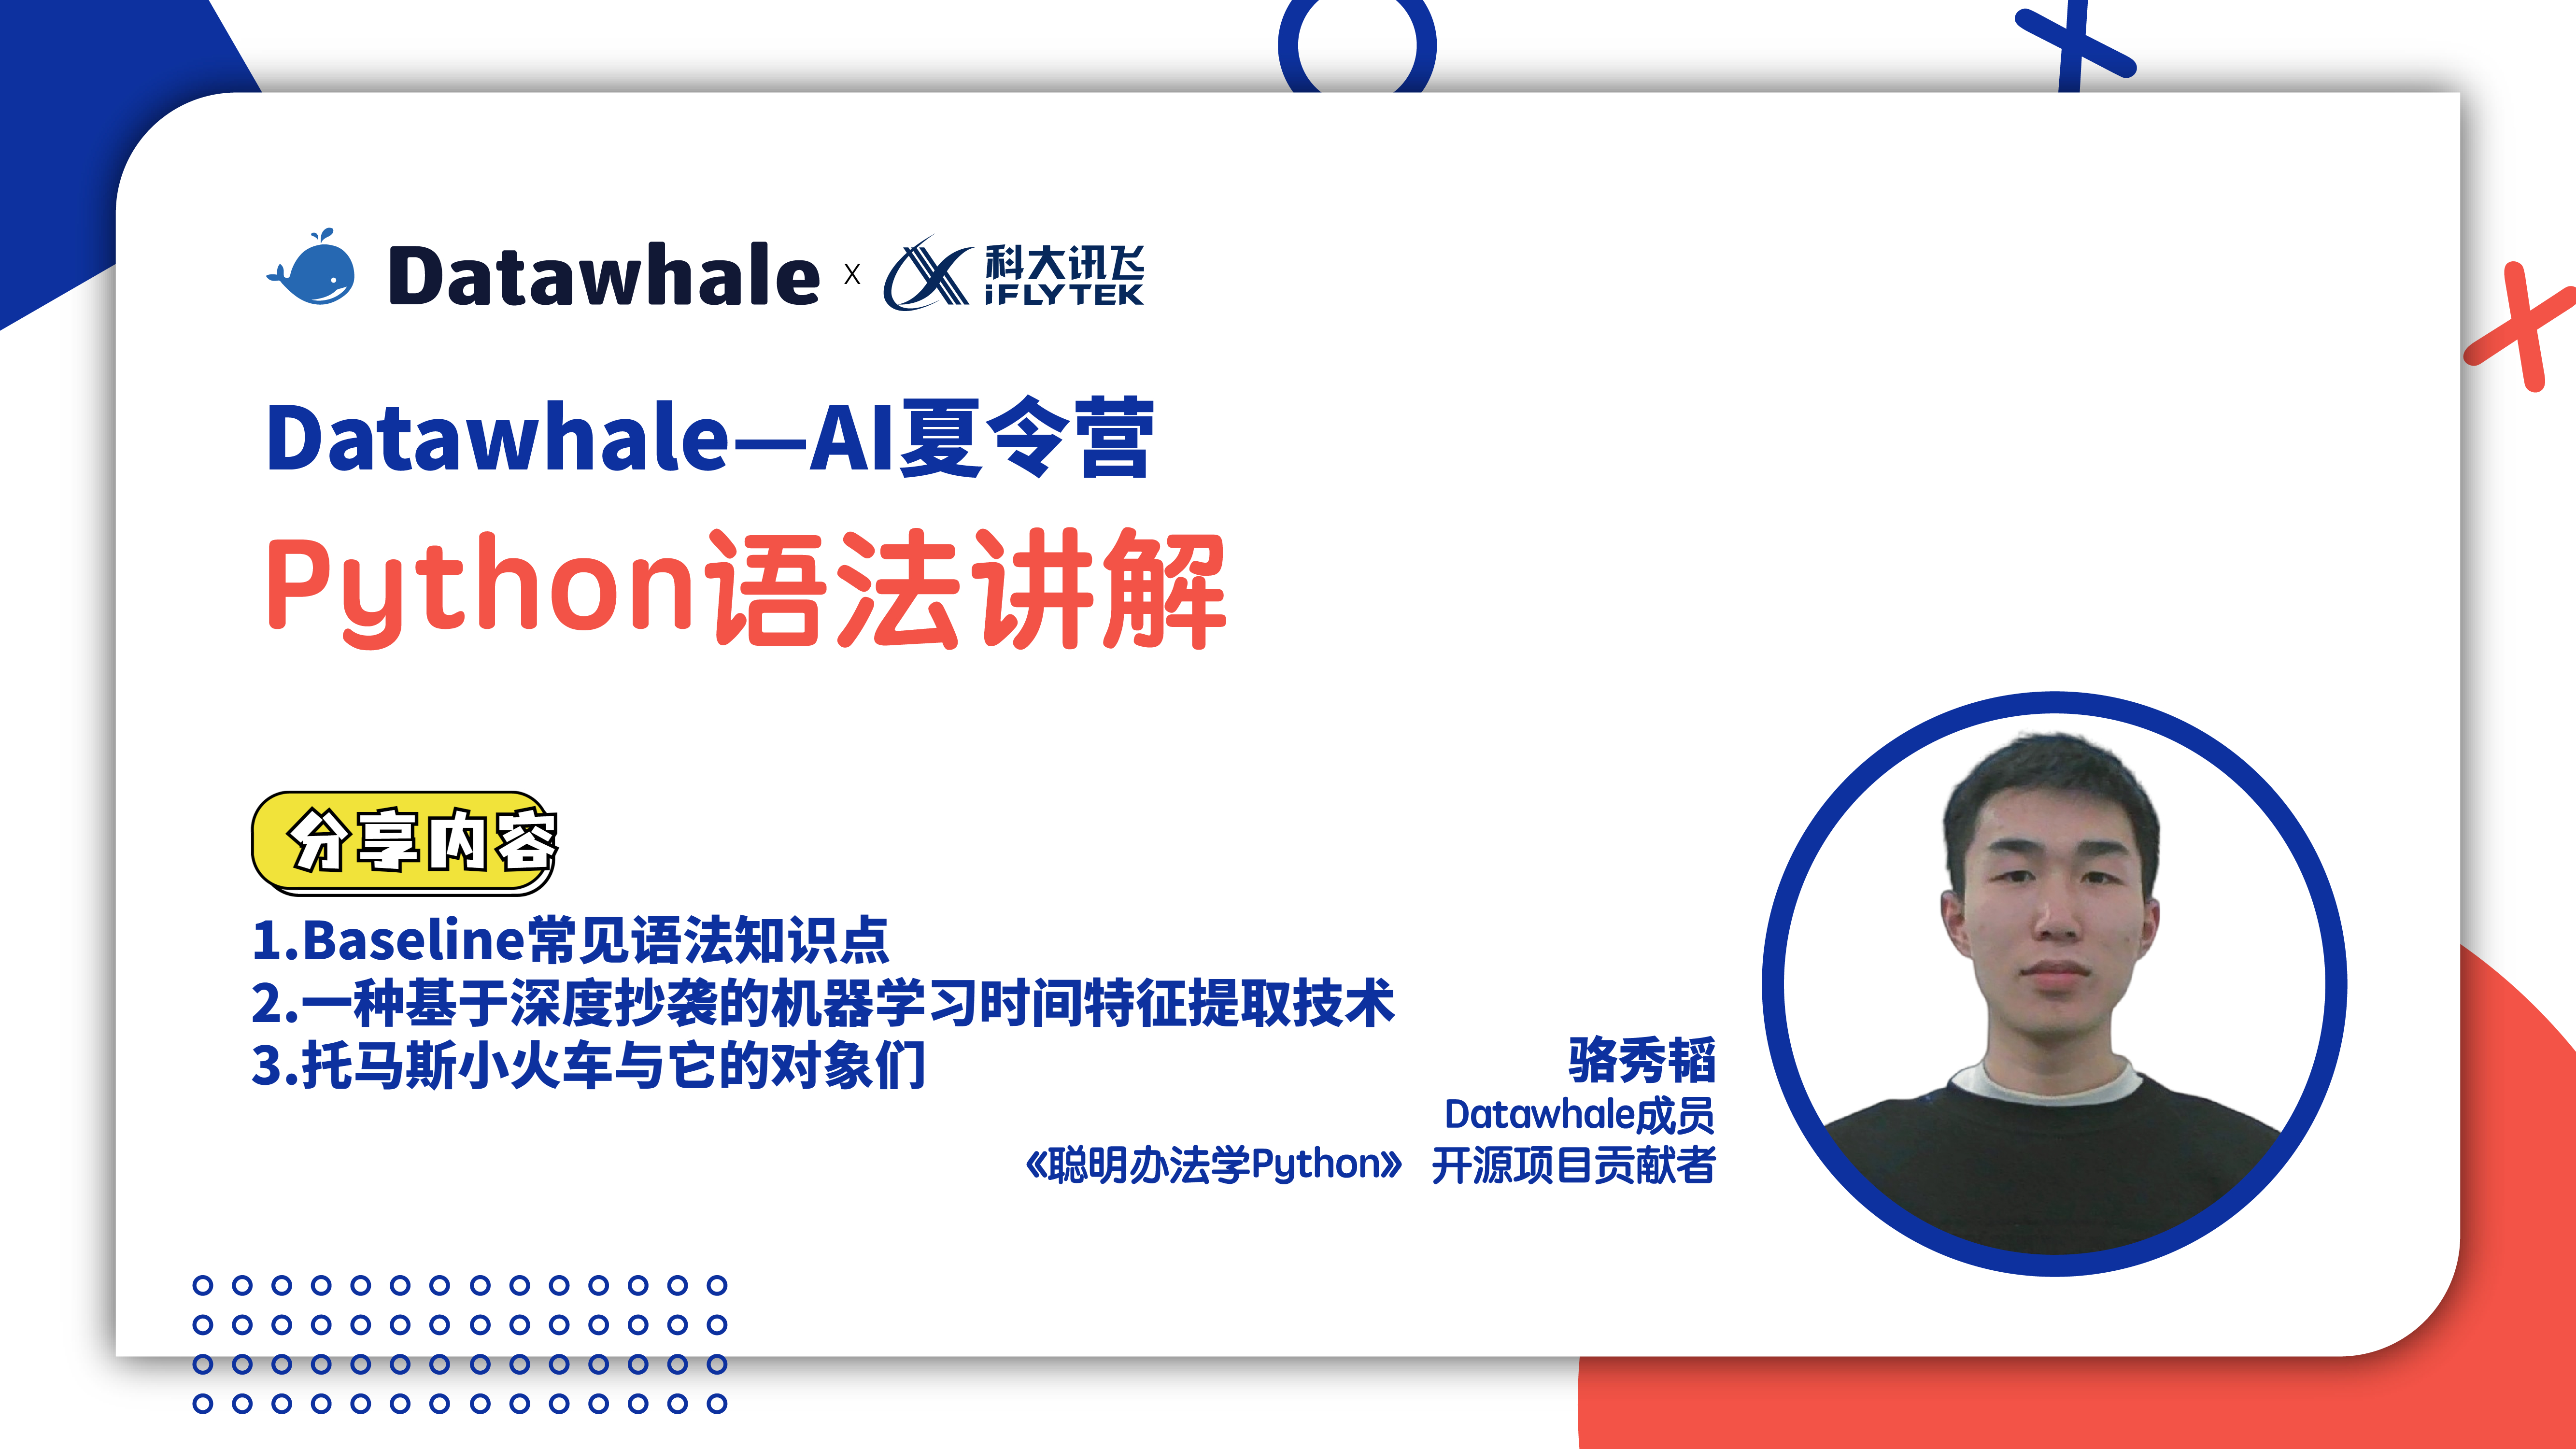 Datawhale x 科大讯飞 iFLYTEK
Datawhale—AI夏令营
Python语法讲解
分享内容
1.Baseline常见语法知识点
2.一种基于深度抄袭的机器学习时间特征提取技术
3.托马斯小火车与它的对象们
骆秀韬
Datawhale成员
《聪明办法学Python》 开源项目贡献者